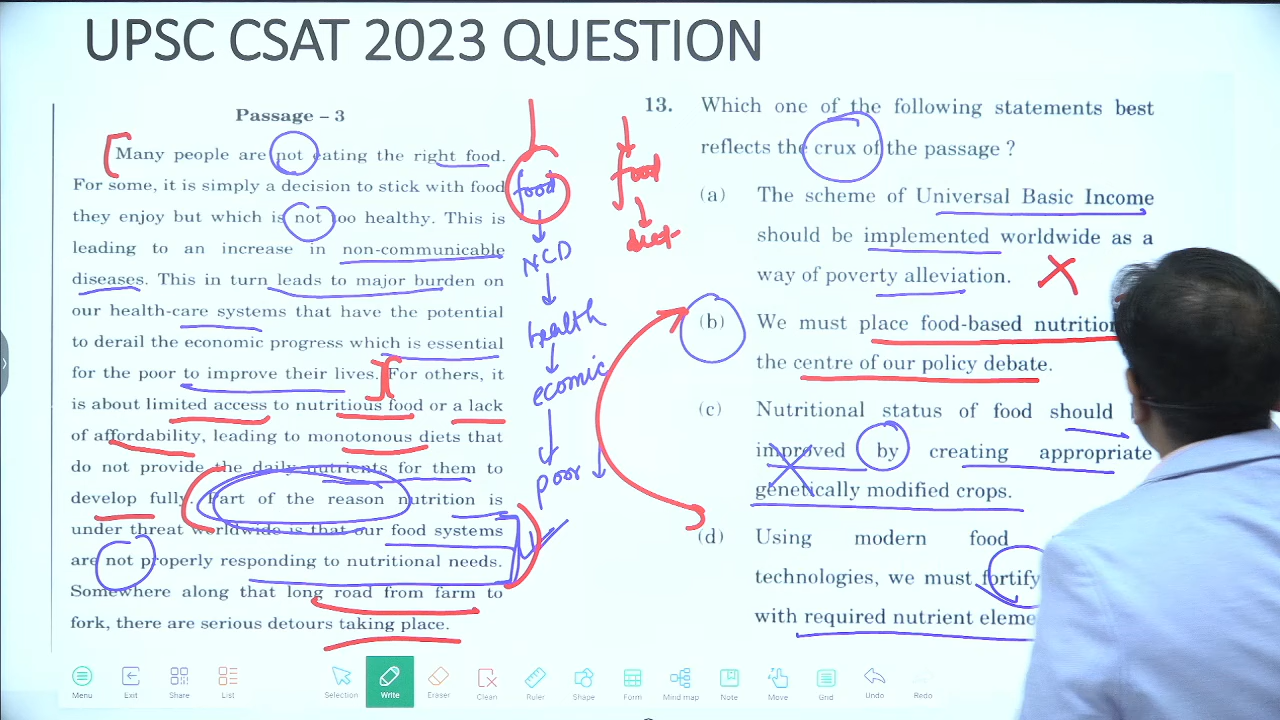 UPSC CSAT 2023 QUESTION
Passage – 3
Many people are not eating the right food.
For some, it is simply a decision to stick with food
they enjoy but which is not too healthy. This is
leading to an increase in non-communicable
diseases. This in turn leads to major burden on
our health-care systems that have the potential
to derail the economic progress which is essential
for the poor to improve their lives. For others, it
is about limited access to nutritious food or a lack
of affordability, leading to monotonous diets that
do not provide the daily nutrients for them to
develop fully. Part of the reason nutrition is
under threat worldwide is that our food systems
are not properly responding to nutritional needs.
Somewhere along that long road from farm to
fork, there are serious detours taking place.
food
NCD
health
ecomic
poor
food
diet
13. Which one of the following statements best
reflects the crux of the passage ?
(a) The scheme of Universal Basic Income
should be implemented worldwide as a
way of poverty alleviation.
(b) We must place food-based nutrition
the centre of our policy debate.
(c) Nutritional status of food should
improved by creating appropriate
genetically modified crops.
(d) Using modern food
technologies, we must fortify
with required nutrient eleme
Menu
Exit
Share
List
Selection
Write
Eraser
Clean
Ruler
Shape
Form
Mind map
Note
Move
Grid
Undo
Redo